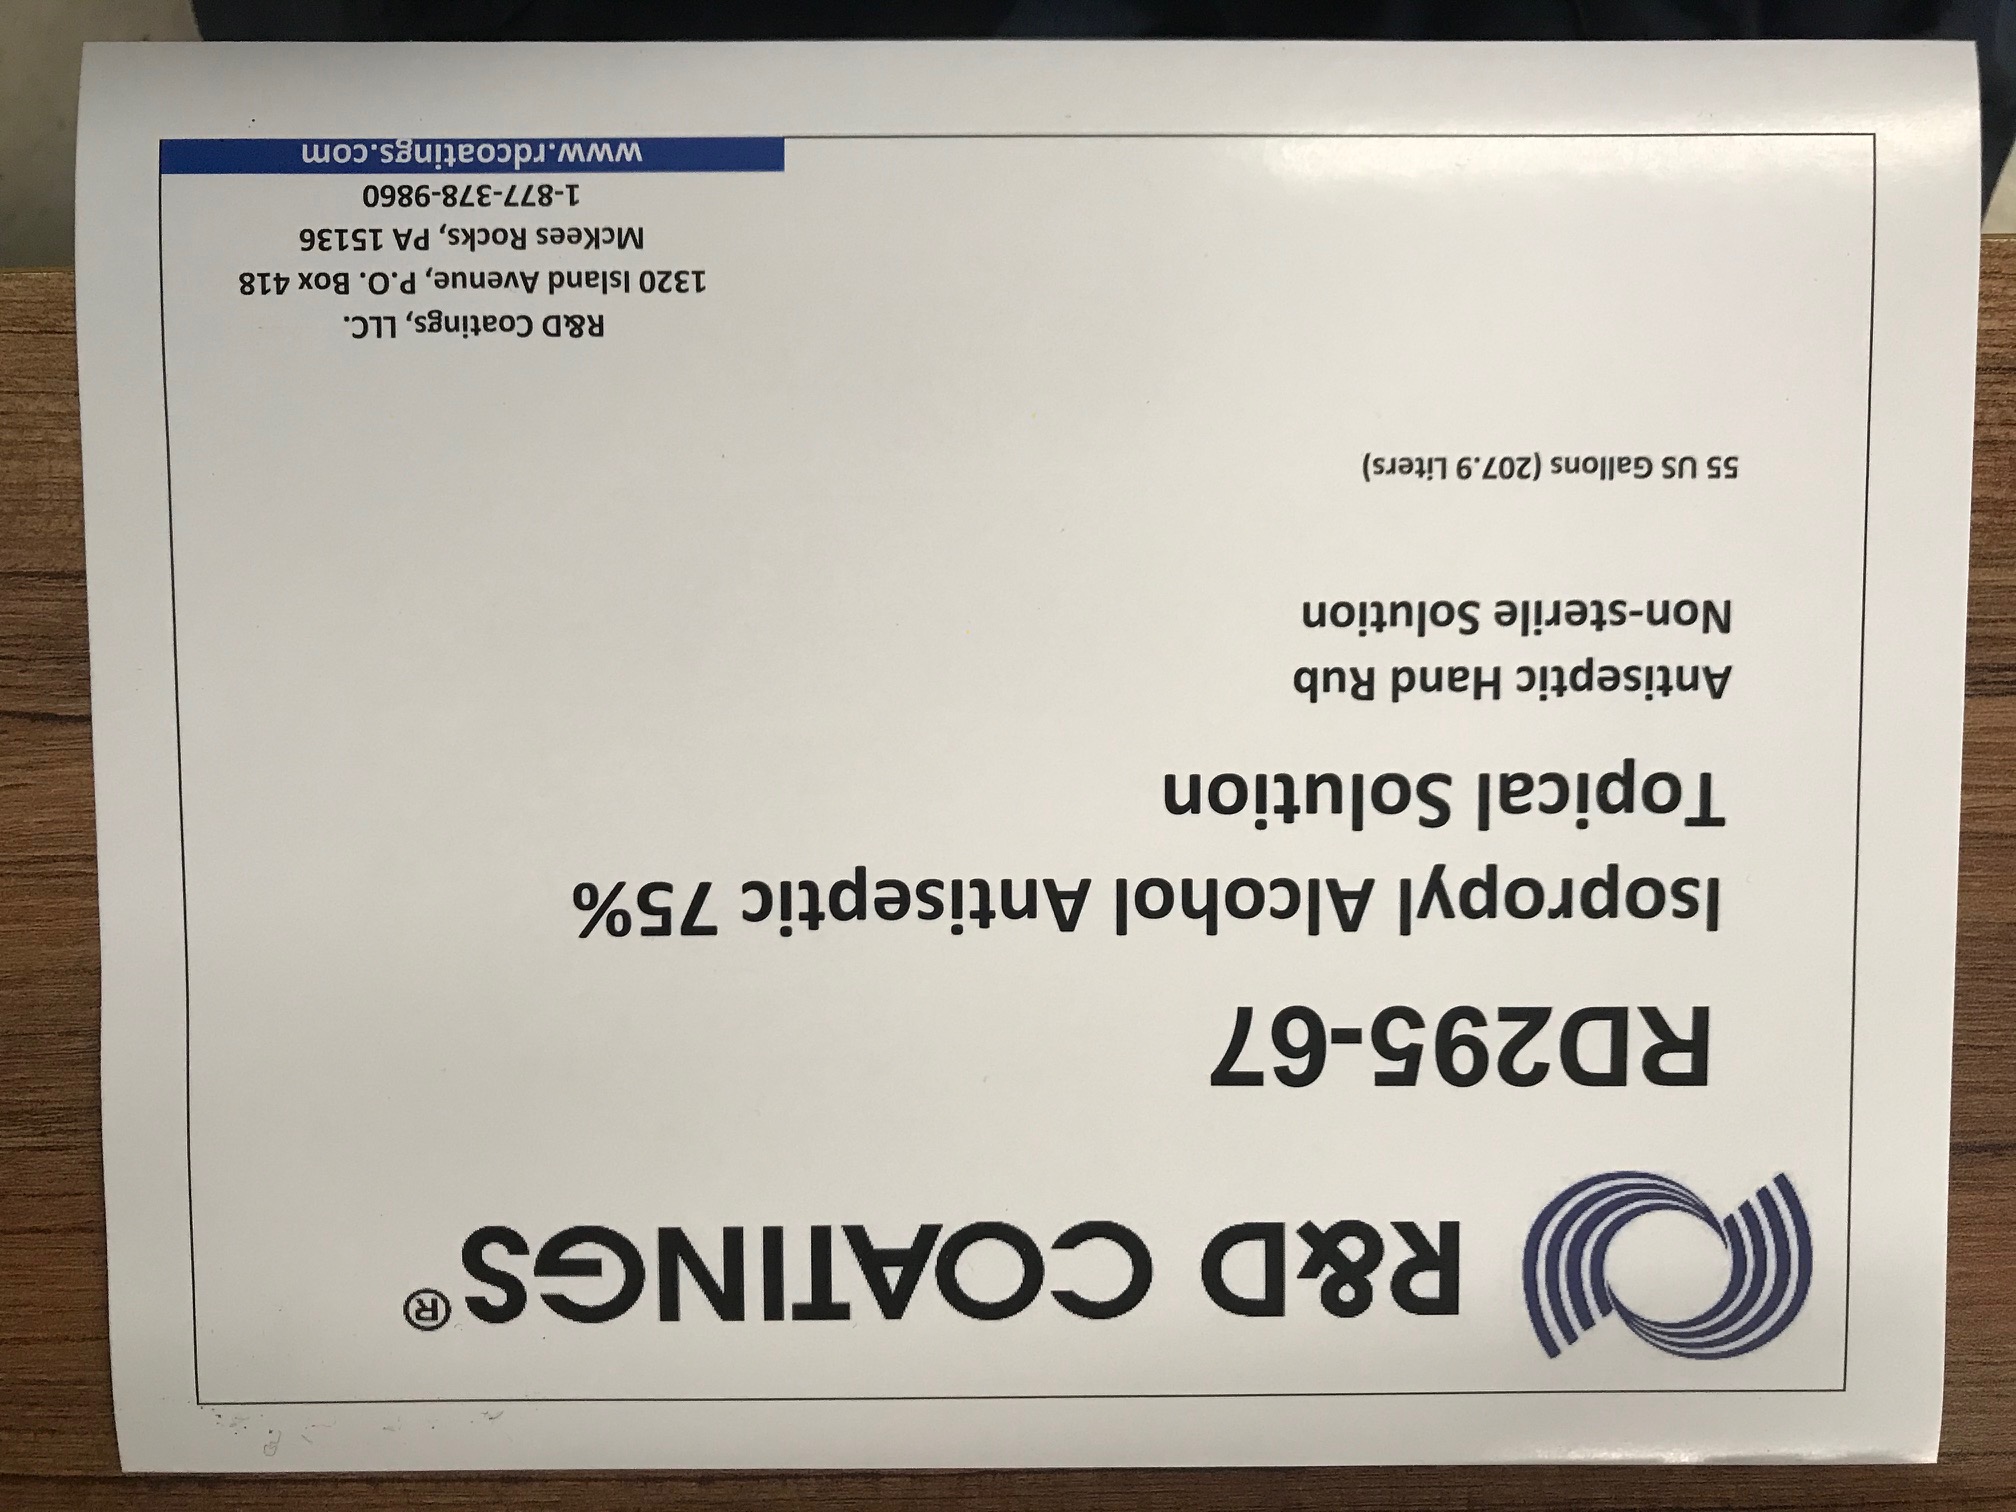 R&D COATINGS®
RD295-67
Isopropyl Alcohol Antiseptic 75%
Topical Solution
Antiseptic Hand Rub
Non-sterile Solution
55 US Gallons (207.9 Liters)
R&D Coatings, LLC.
1320 Island Avenue, P.O. Box 418
McKees Rocks, PA 15136
1-877-378-9860
www.rdcoatings.com